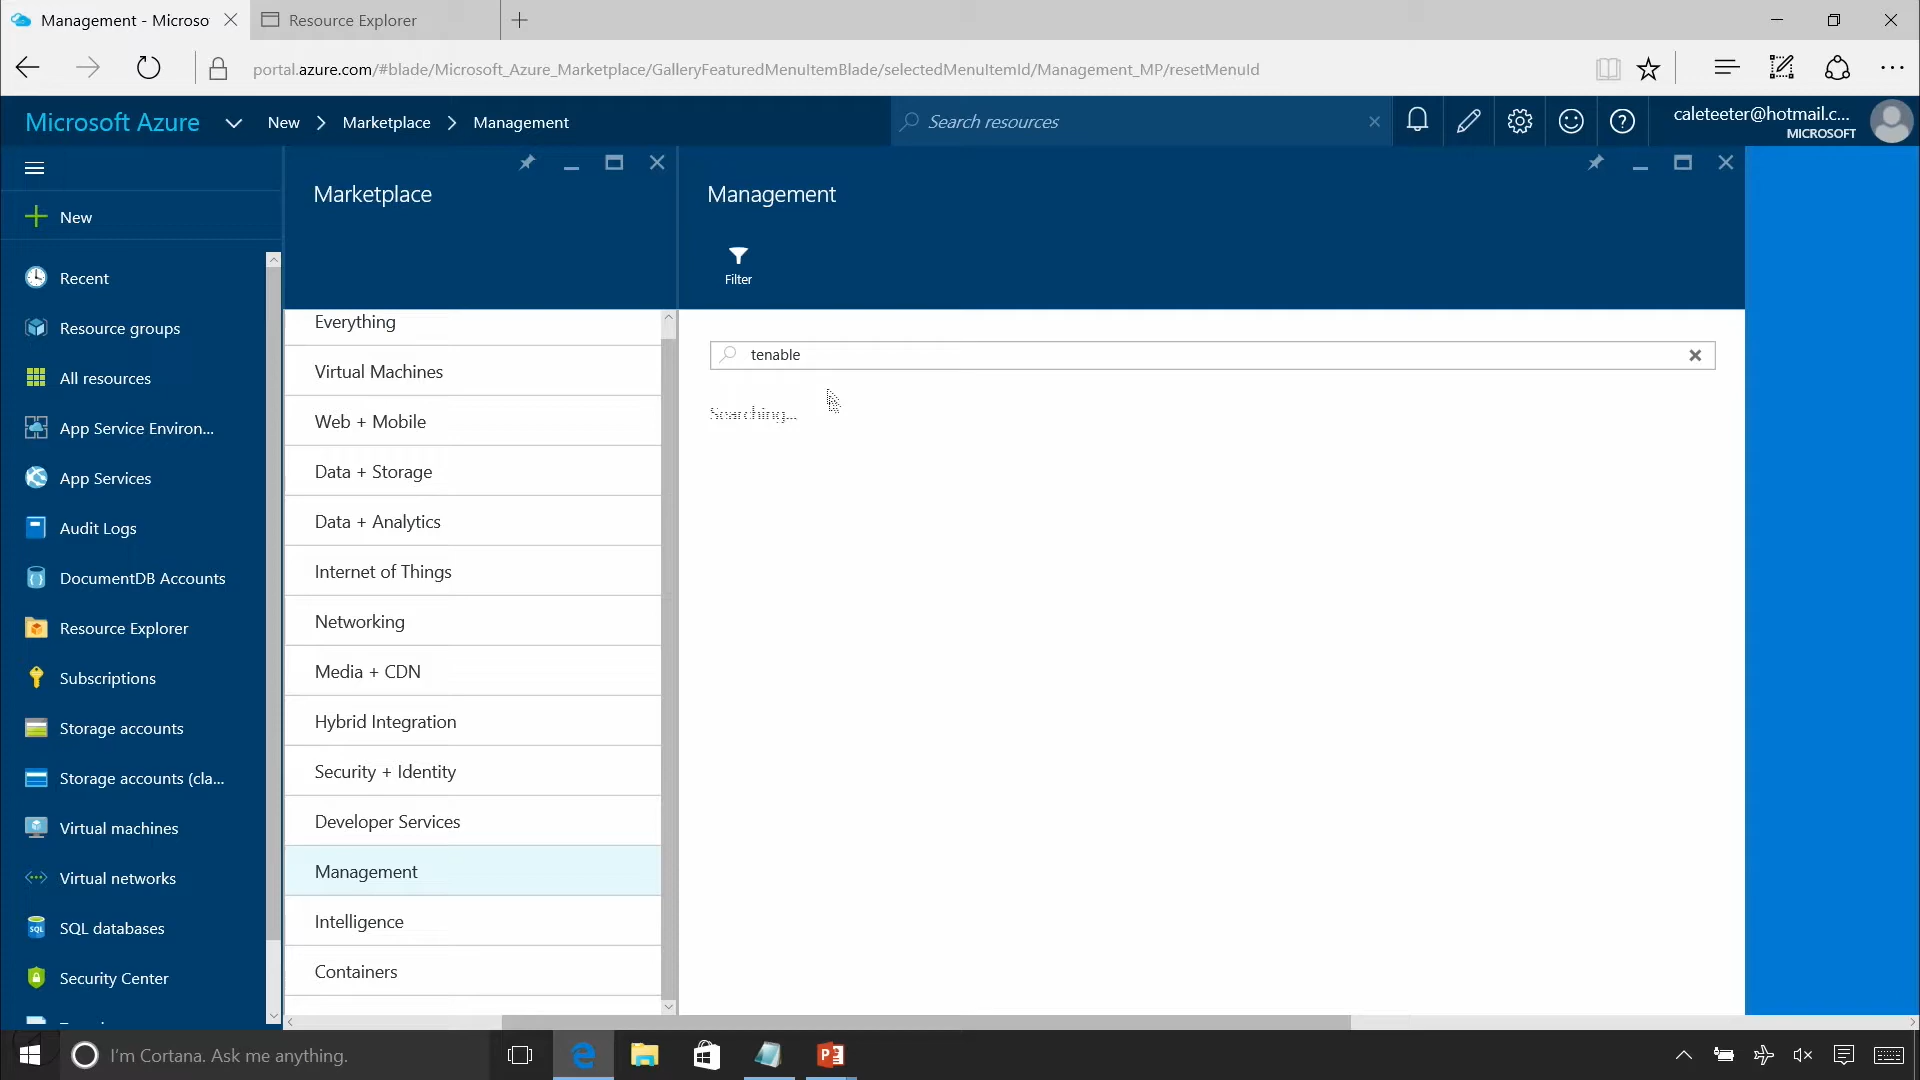 Management - Microso
Resource Explorer
portal.azure.com/#blade/Microsoft_Azure_Marketplace/GalleryFeaturedMenuItemBlade/selectedMenuItemId/Management_MP/resetMenuId
Microsoft Azure
New
Marketplace
Management
Search resources
caleteeter@hotmail.c...
MICROSOFT
New
Recent
Resource groups
All resources
App Service Environ...
App Services
Audit Logs
DocumentDB Accounts
Resource Explorer
Subscriptions
Storage accounts
Storage accounts (cla...
Virtual machines
Virtual networks
SQL databases
Security Center
Marketplace
Everything
Virtual Machines
Web + Mobile
Data + Storage
Data + Analytics
Internet of Things
Networking
Media + CDN
Hybrid Integration
Security + Identity
Developer Services
Management
Intelligence
Containers
Management
Filter
tenable
Searching...
I'm Cortana. Ask me anything.